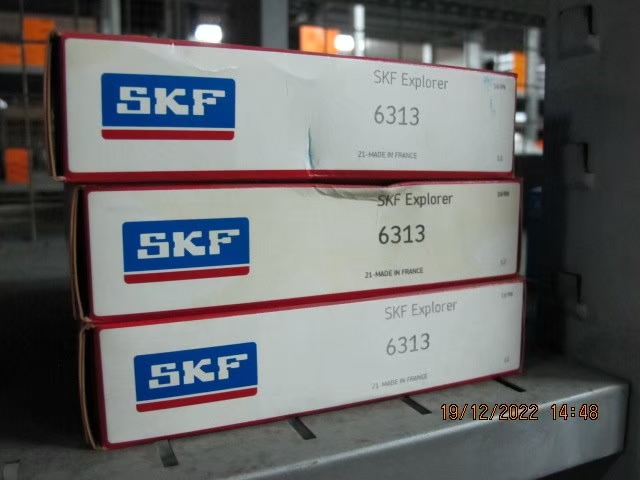 SKF
SKF Explorer
6313
21-MADE IN FRANCE
SKF
SKF Explorer
6313
21-MADE IN FRANCE
SKF
SKF Explorer
6313
21-MADE IN FRANCE
19/12/2022 14:48